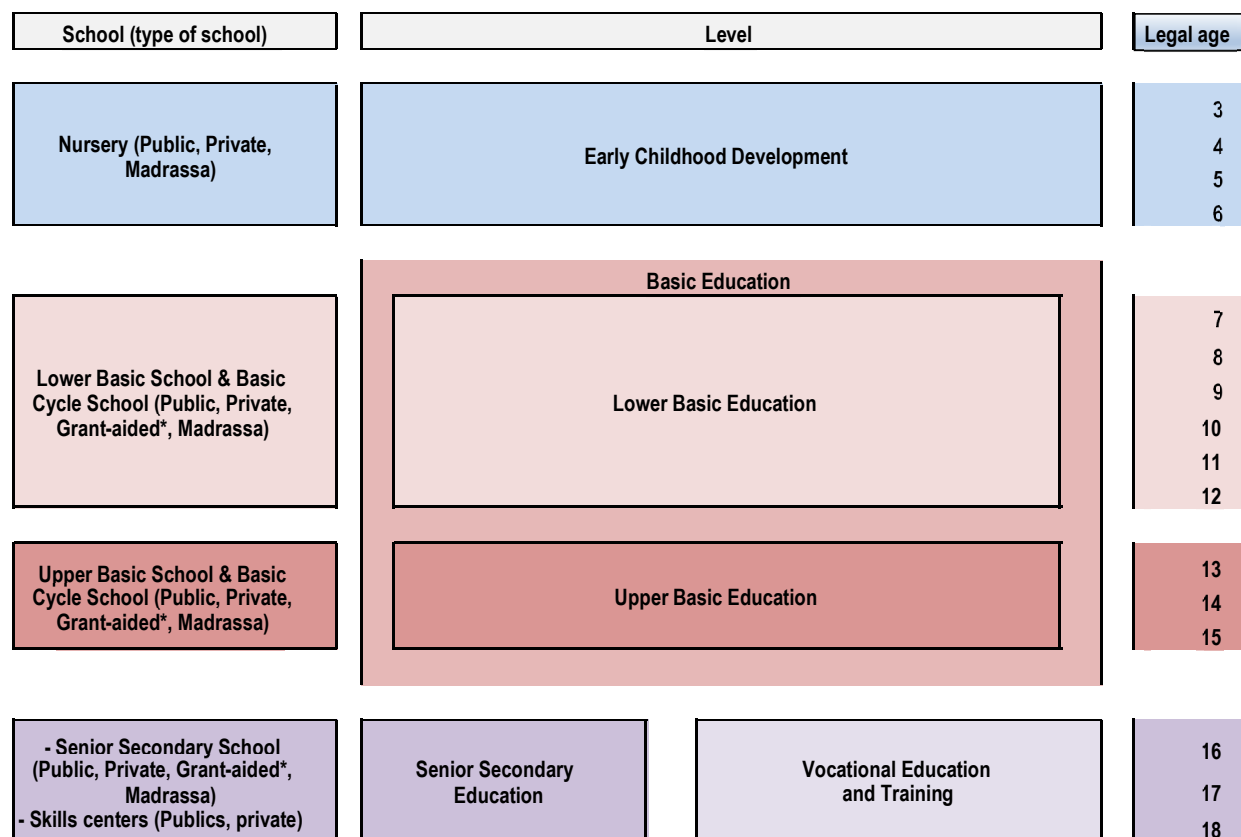 School (type of school)
Level
Legal age
Nursery (Public, Private,
Madrassa)
Early Childhood Development
3
4
5
6
Basic Education
Lower Basic School & Basic
Cycle School (Public, Private,
Grant-aided*, Madrassa)
Lower Basic Education
7
8
9
10
11
12
Upper Basic School & Basic
Cycle School (Public, Private,
Grant-aided*, Madrassa)
Upper Basic Education
13
14
15
- Senior Secondary School
(Public, Private, Grant-aided*,
Madrassa)
- Skills centers (Publics, private)
Senior Secondary
Education
Vocational Education
and Training
16
17
18